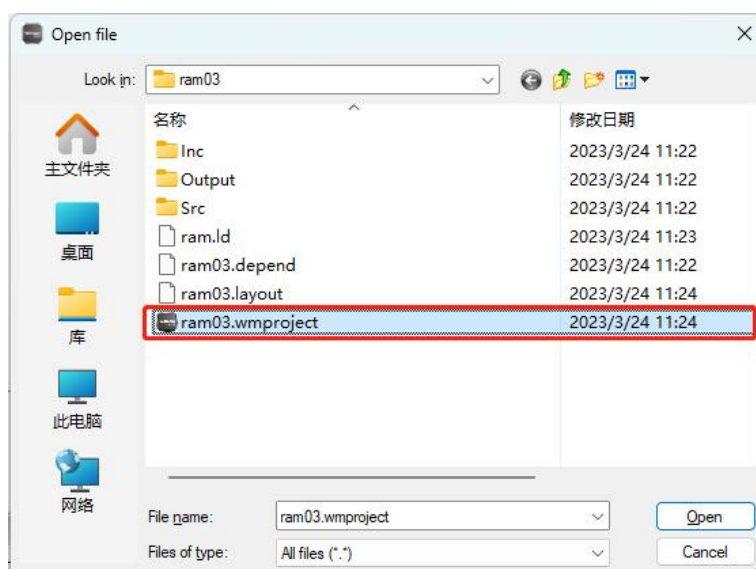 Open file
Look in:
ram03
主文件夹
桌面
库
此电脑
网络
名称 修改日期
Inc 2023/3/24 11:22
Output 2023/3/24 11:22
Src 2023/3/24 11:22
ram.ld 2023/3/24 11:23
ram03.depend 2023/3/24 11:22
ram03.layout 2023/3/24 11:24
ram03.wmproject 2023/3/24 11:24
File name: ram03.wmproject Open
Files of type: All files (*.*) Cancel